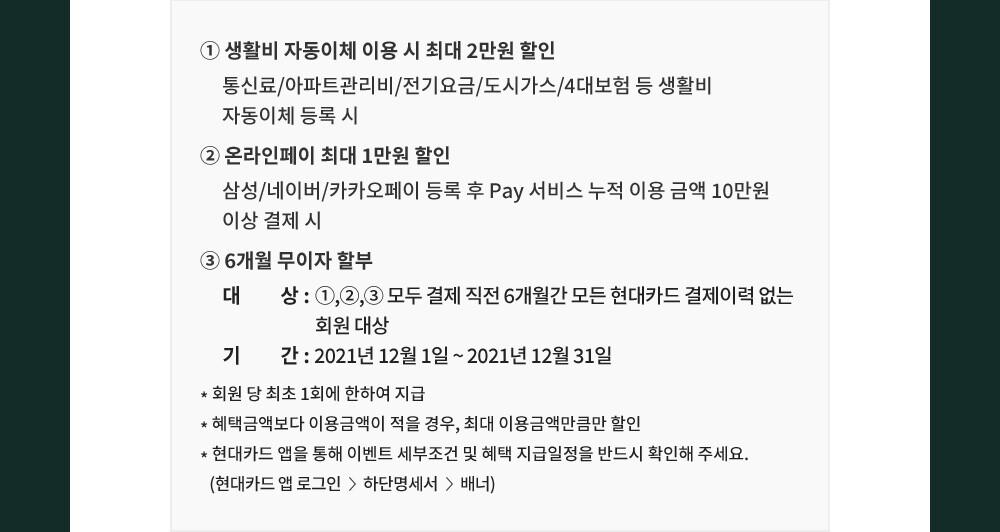 ① 생활비 자동이체 이용 시 최대 2만원 할인
통신료/아파트관리비/전기요금/도시가스/4대보험 등 생활비
자동이체 등록 시
② 온라인페이 최대 1만원 할인
삼성/네이버/카카오페이 등록 후 Pay 서비스 누적 이용 금액 10만원
이상 결제 시
③ 6개월 무이자 할부
대 상 : ①,②,③ 모두 결제 직전 6개월간 모든 현대카드 결제이력 없는
회원 대상
기 간 : 2021년 12월 1일 ~ 2021년 12월 31일
* 회원 당 최초 1회에 한하여 지급
* 혜택금액보다 이용금액이 적을 경우, 최대 이용금액만큼만 할인
* 현대카드 앱을 통해 이벤트 세부조건 및 혜택 지급일정을 반드시 확인해 주세요.
(현대카드 앱 로그인 〉 하단명세서 〉 배너)